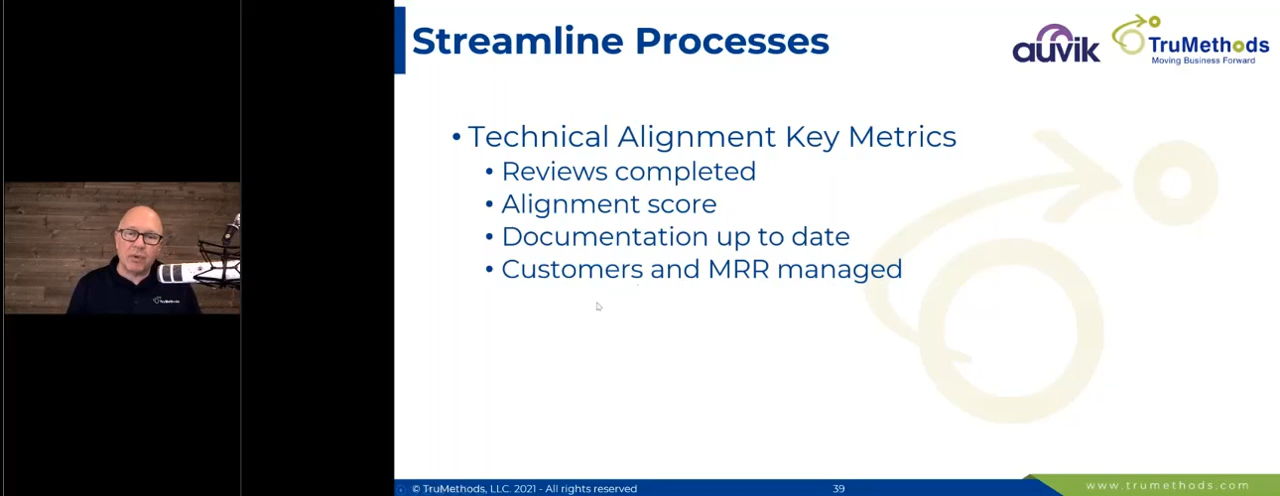 Streamline Processes
auvik
TruMethods
Moving Business Forward
• Technical Alignment Key Metrics
• Reviews completed
• Alignment score
• Documentation up to date
• Customers and MRR managed
TruMethods
© TruMethods, LLC. 2021 - All rights reserved
39
www.trumethods.com